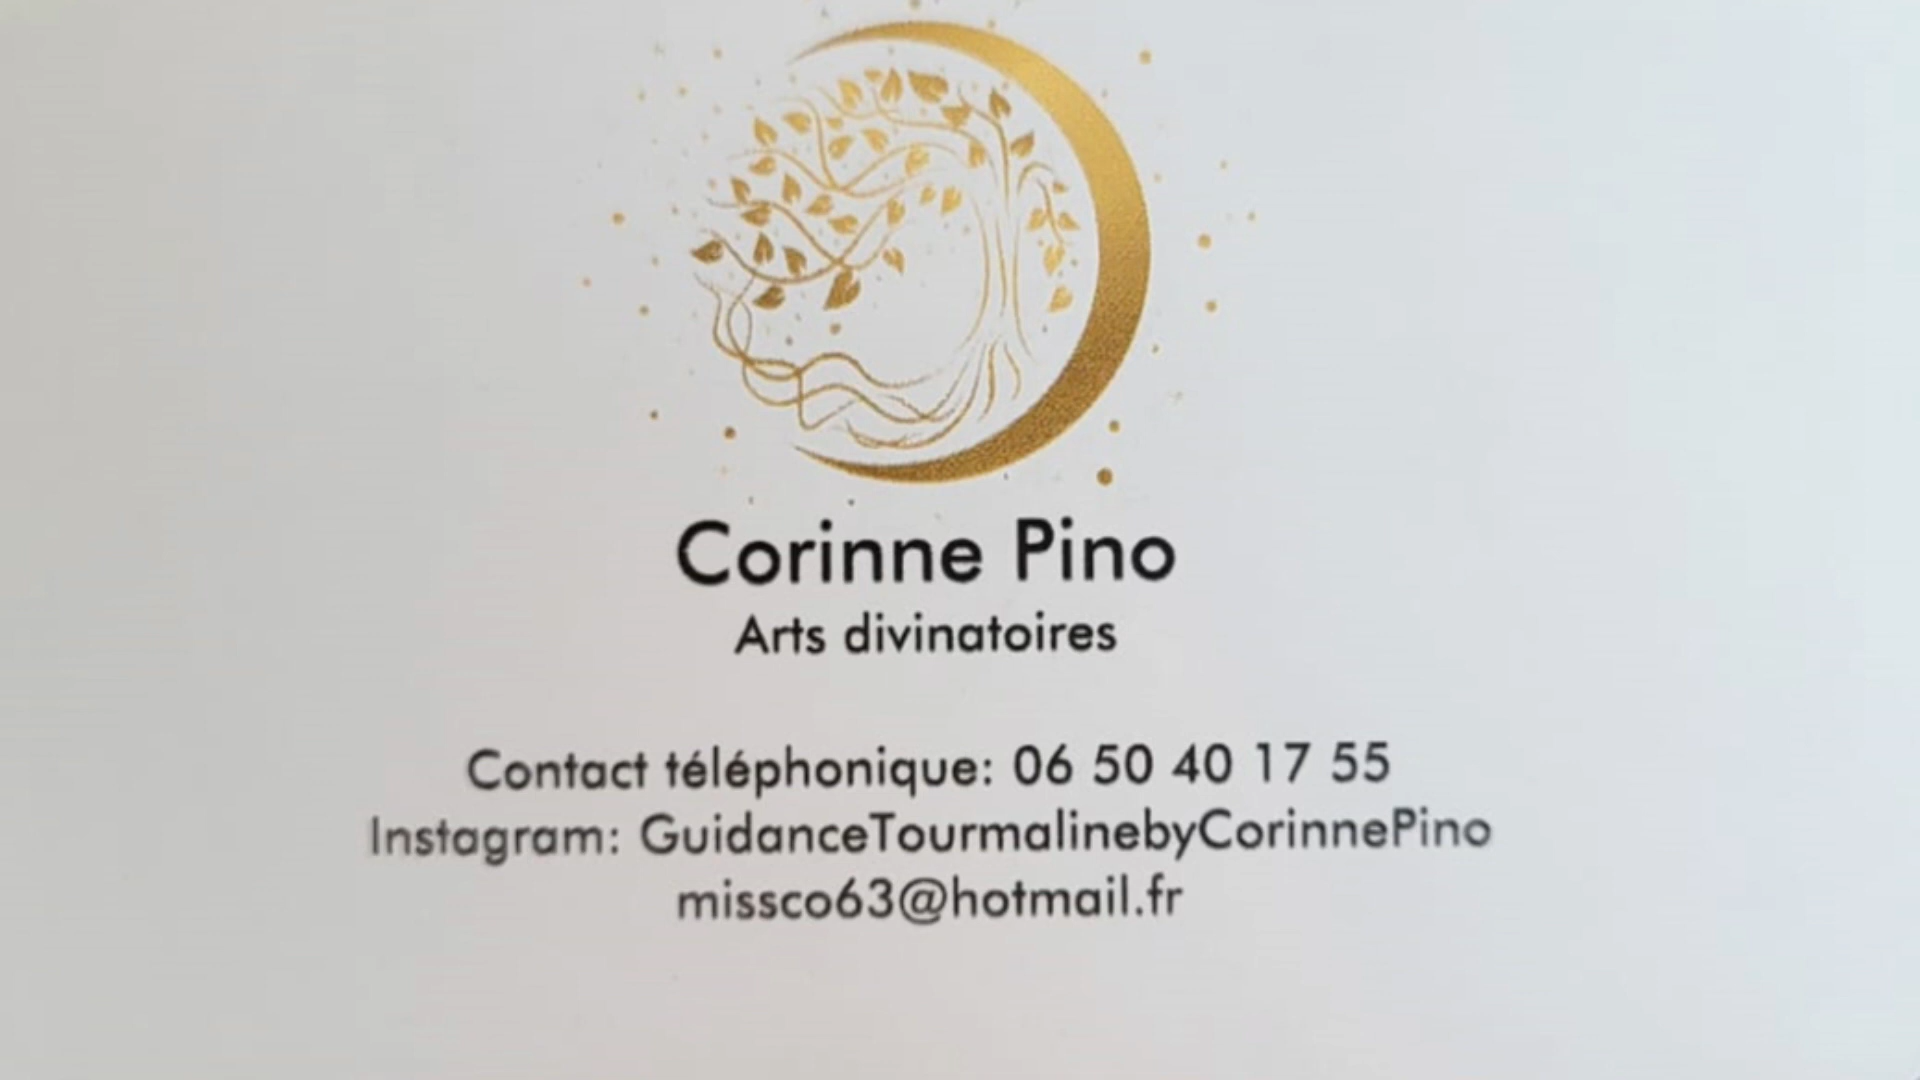 Corinne Pino
Arts divinatoires
Contact téléphonique: 06 50 40 17 55
Instagram: GuidanceTourmalinebyCorinnePino
missco63@hotmail.fr